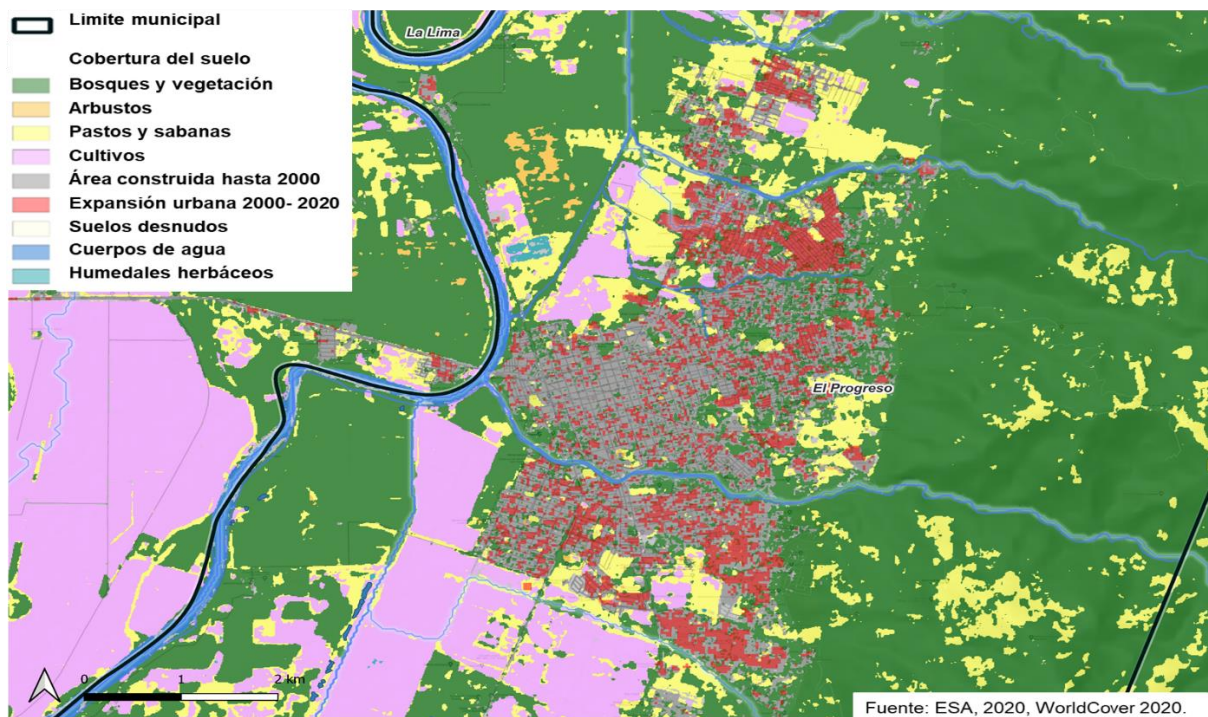 Limite municipal
Cobertura del suelo
Bosques y vegetación
Arbustos
Pastos y sabanas
Cultivos
Área construida hasta 2000
Expansión urbana 2000- 2020
Suelos desnudos
Cuerpos de agua
Humedales herbáceos
La Lima
El Progreso
0 1 2 km
Fuente: ESA, 2020, WorldCover 2020.